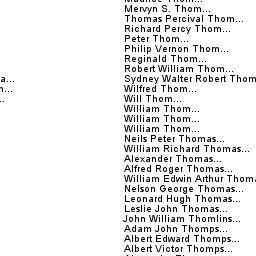 Mervyn S. Thom...
Thomas Percival Thom...
Richard Percy Thom...
Peter Thom...
Philip Vernon Thom...
Reginald Thom...
Robert William Thom...
a...
Sydney Walter Robert Thom
...
Wilfred Thom...
Will Thom...
William Thom...
William Thom...
William Thom...
Neils Peter Thomas...
William Richard Thomas...
Alexander Thomas...
Alfred Roger Thomas...
William Edwin Arthur Thoma
Nelson George Thomas...
Leonard Hugh Thomas...
Leslie John Thomas...
John William Thomlins...
Adam John Thomps...
Albert Edward Thomps...
Albert Victor Thomps...